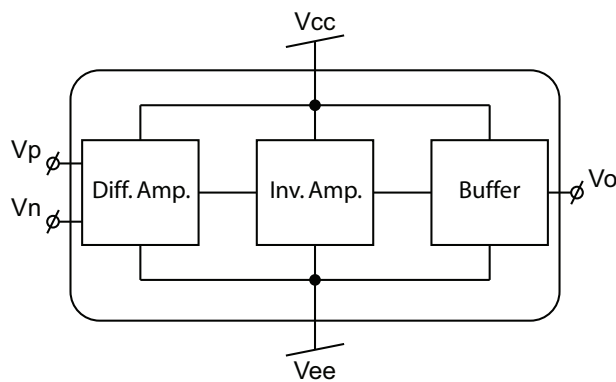 Vcc
Vp
Vn
Diff. Amp.
Inv. Amp.
Buffer
Vo
Vee